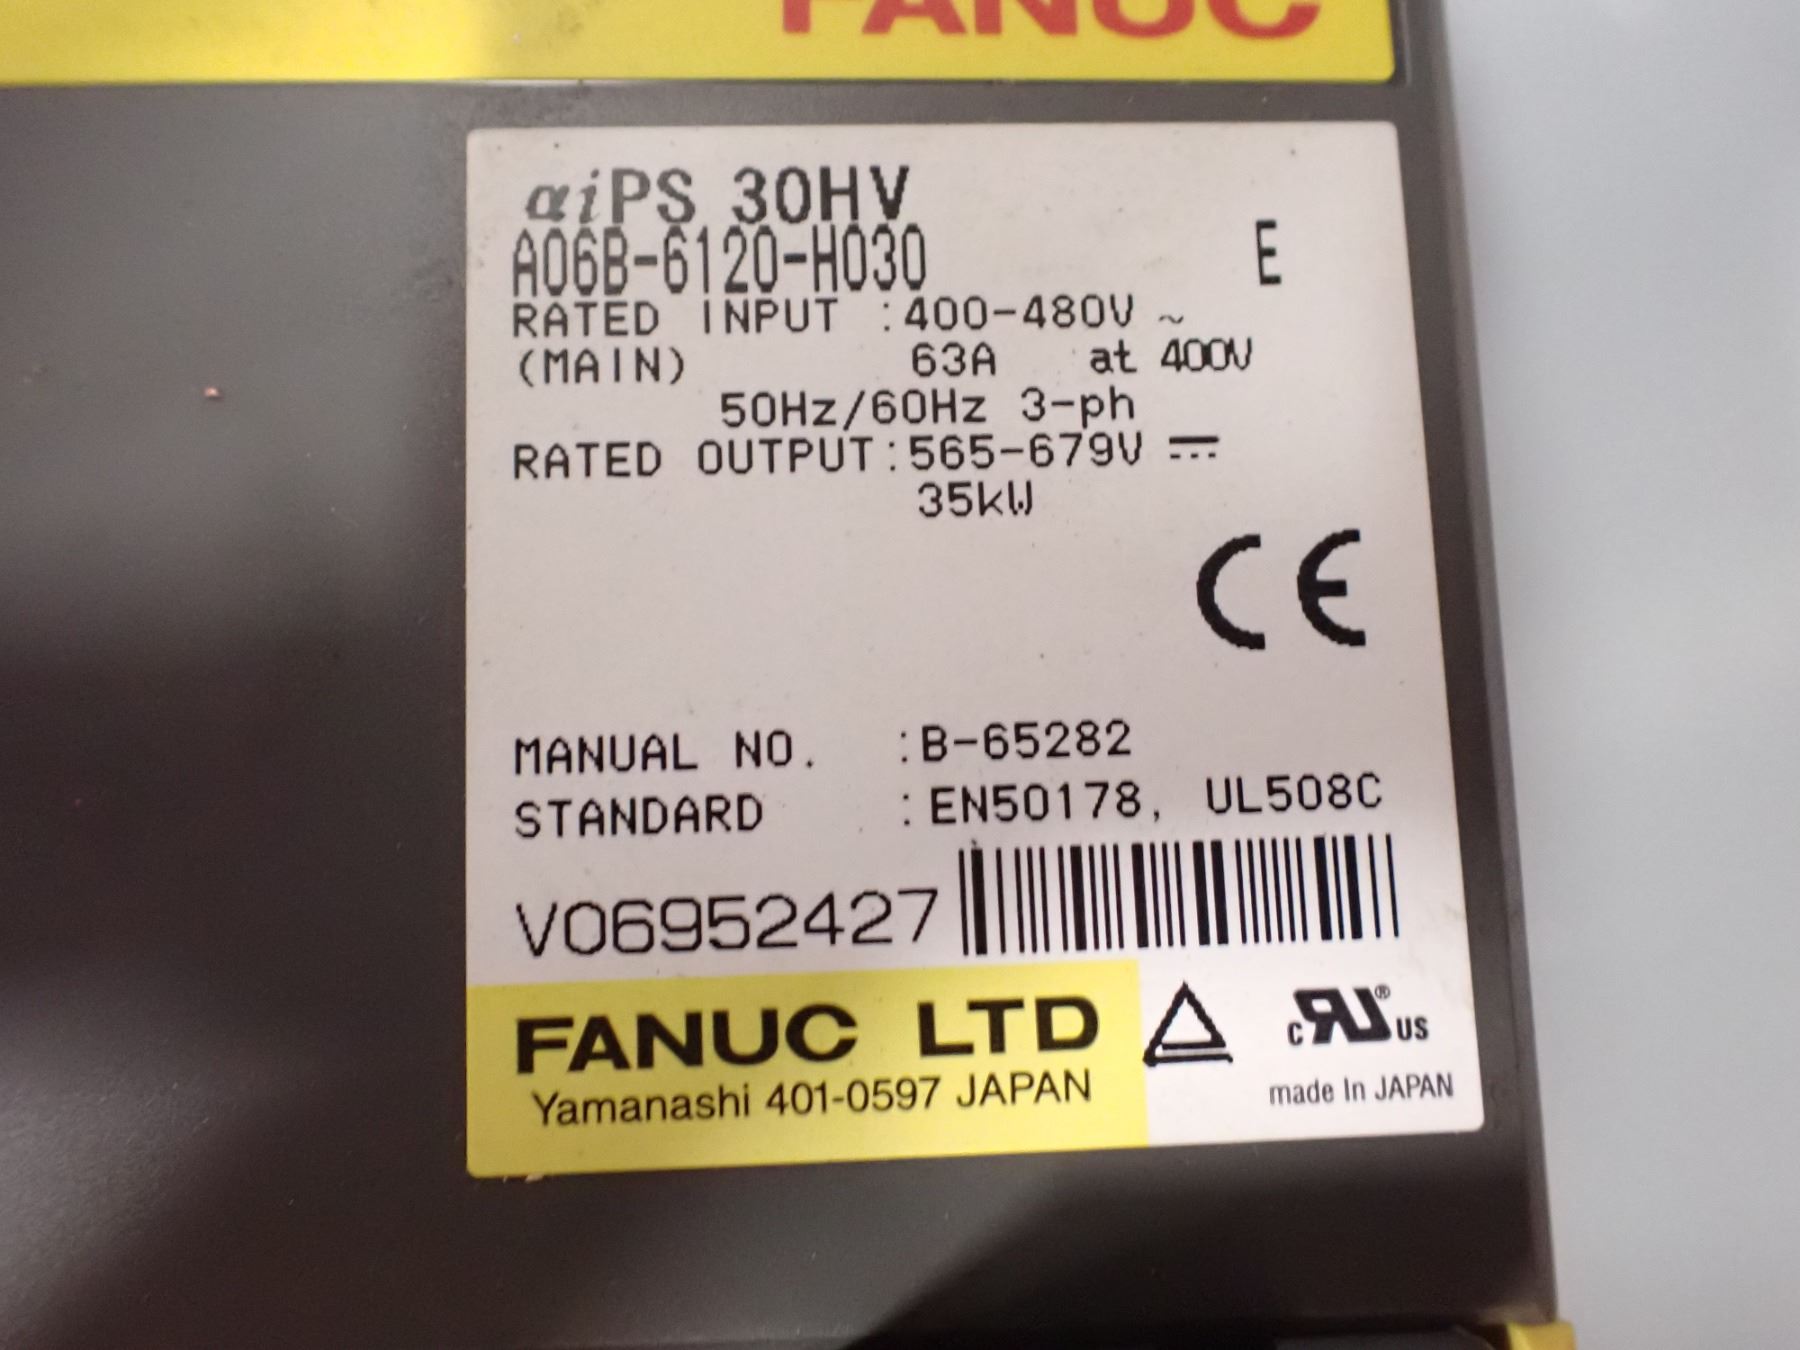 FANUC
αiPS 30HV
A06B-6120-H030 E
RATED INPUT :400-480V ~
(MAIN) 63A at 400V
50Hz/60Hz 3-ph
RATED OUTPUT:565-679V ⎓
35kW
CE
MANUAL NO. :B-65282
STANDARD :EN50178, UL508C
V06952427
FANUC LTD
Yamanashi 401-0597 JAPAN
c RU® US
made In JAPAN